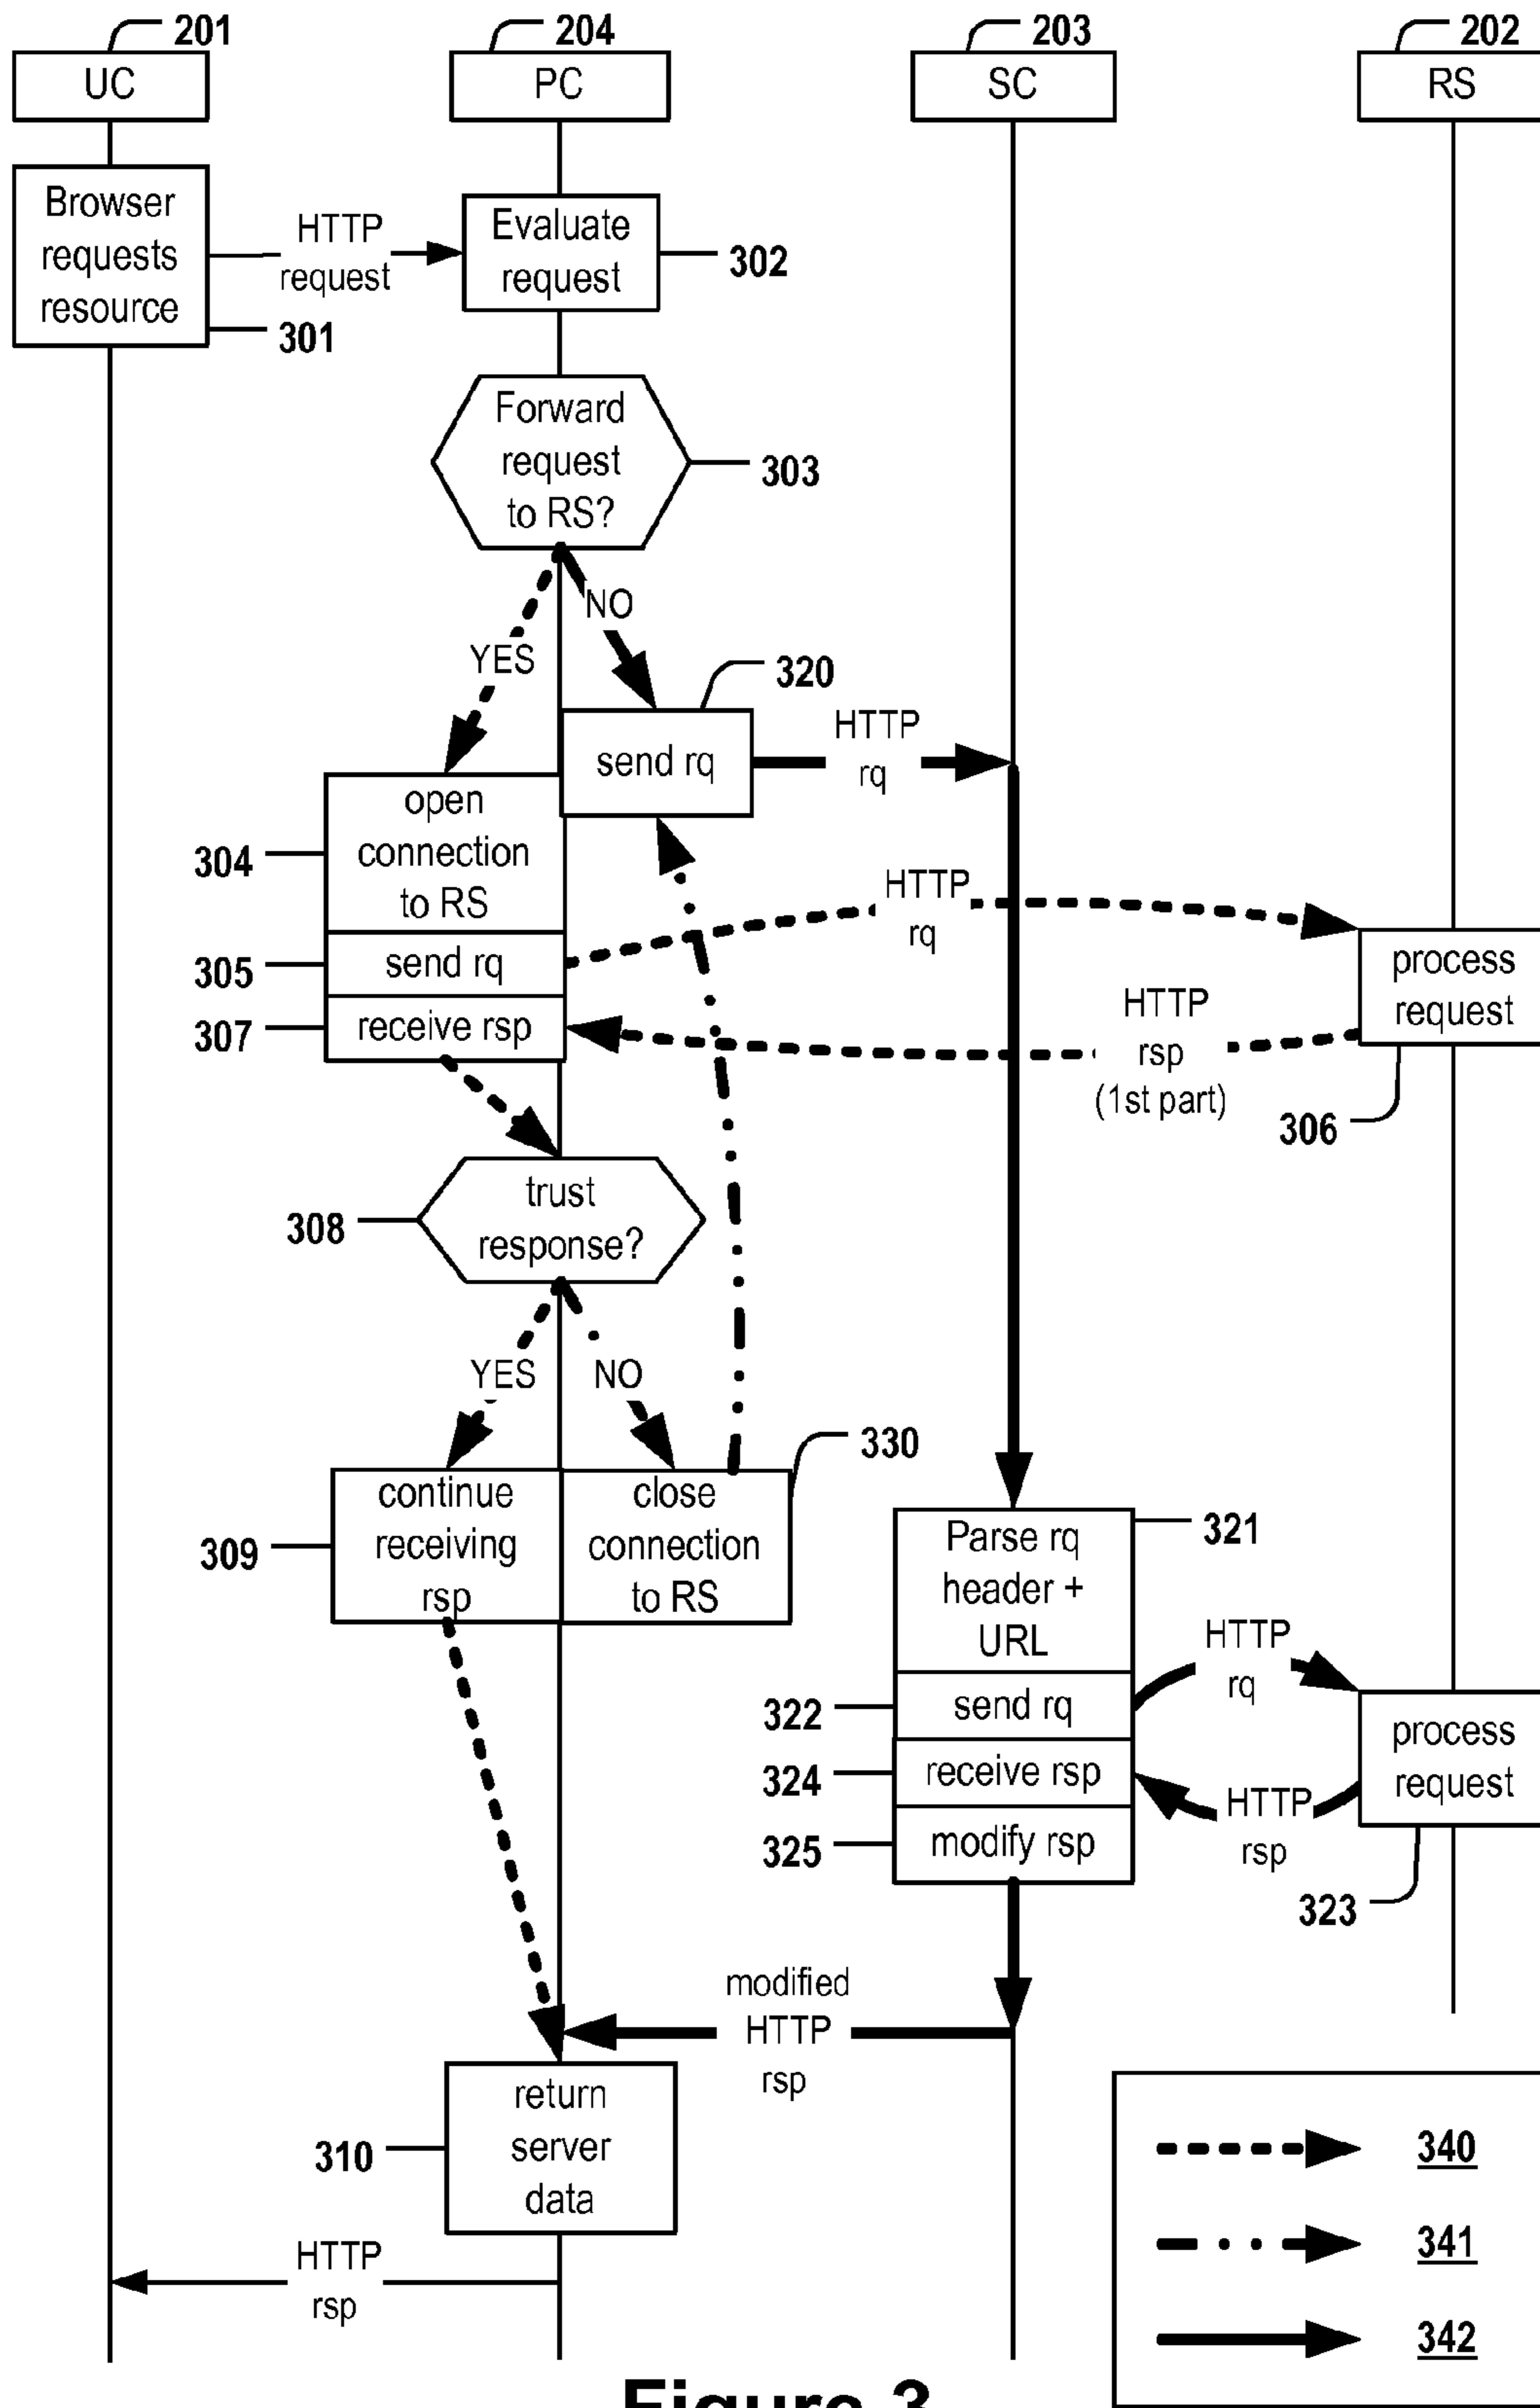 201
204
203
202
UC
PC
SC
RS
Browser
requests
resource
301
HTTP
request
Evaluate
request
302
Forward
request
to RS?
303
NO
YES
320
send rq
HTTP
rq
open
connection
to RS
304
send rq
305
receive rsp
307
HTTP
rq
process
request
HTTP
rsp
(1st part)
306
trust
response?
308
YES
NO
330
continue
receiving
rsp
309
close
connection
to RS
Parse rq
header +
URL
321
send rq
322
receive rsp
324
modify rsp
325
HTTP
rq
process
request
HTTP
rsp
323
modified
HTTP
rsp
return
server
data
310
HTTP
rsp
340
341
342
Figure 3